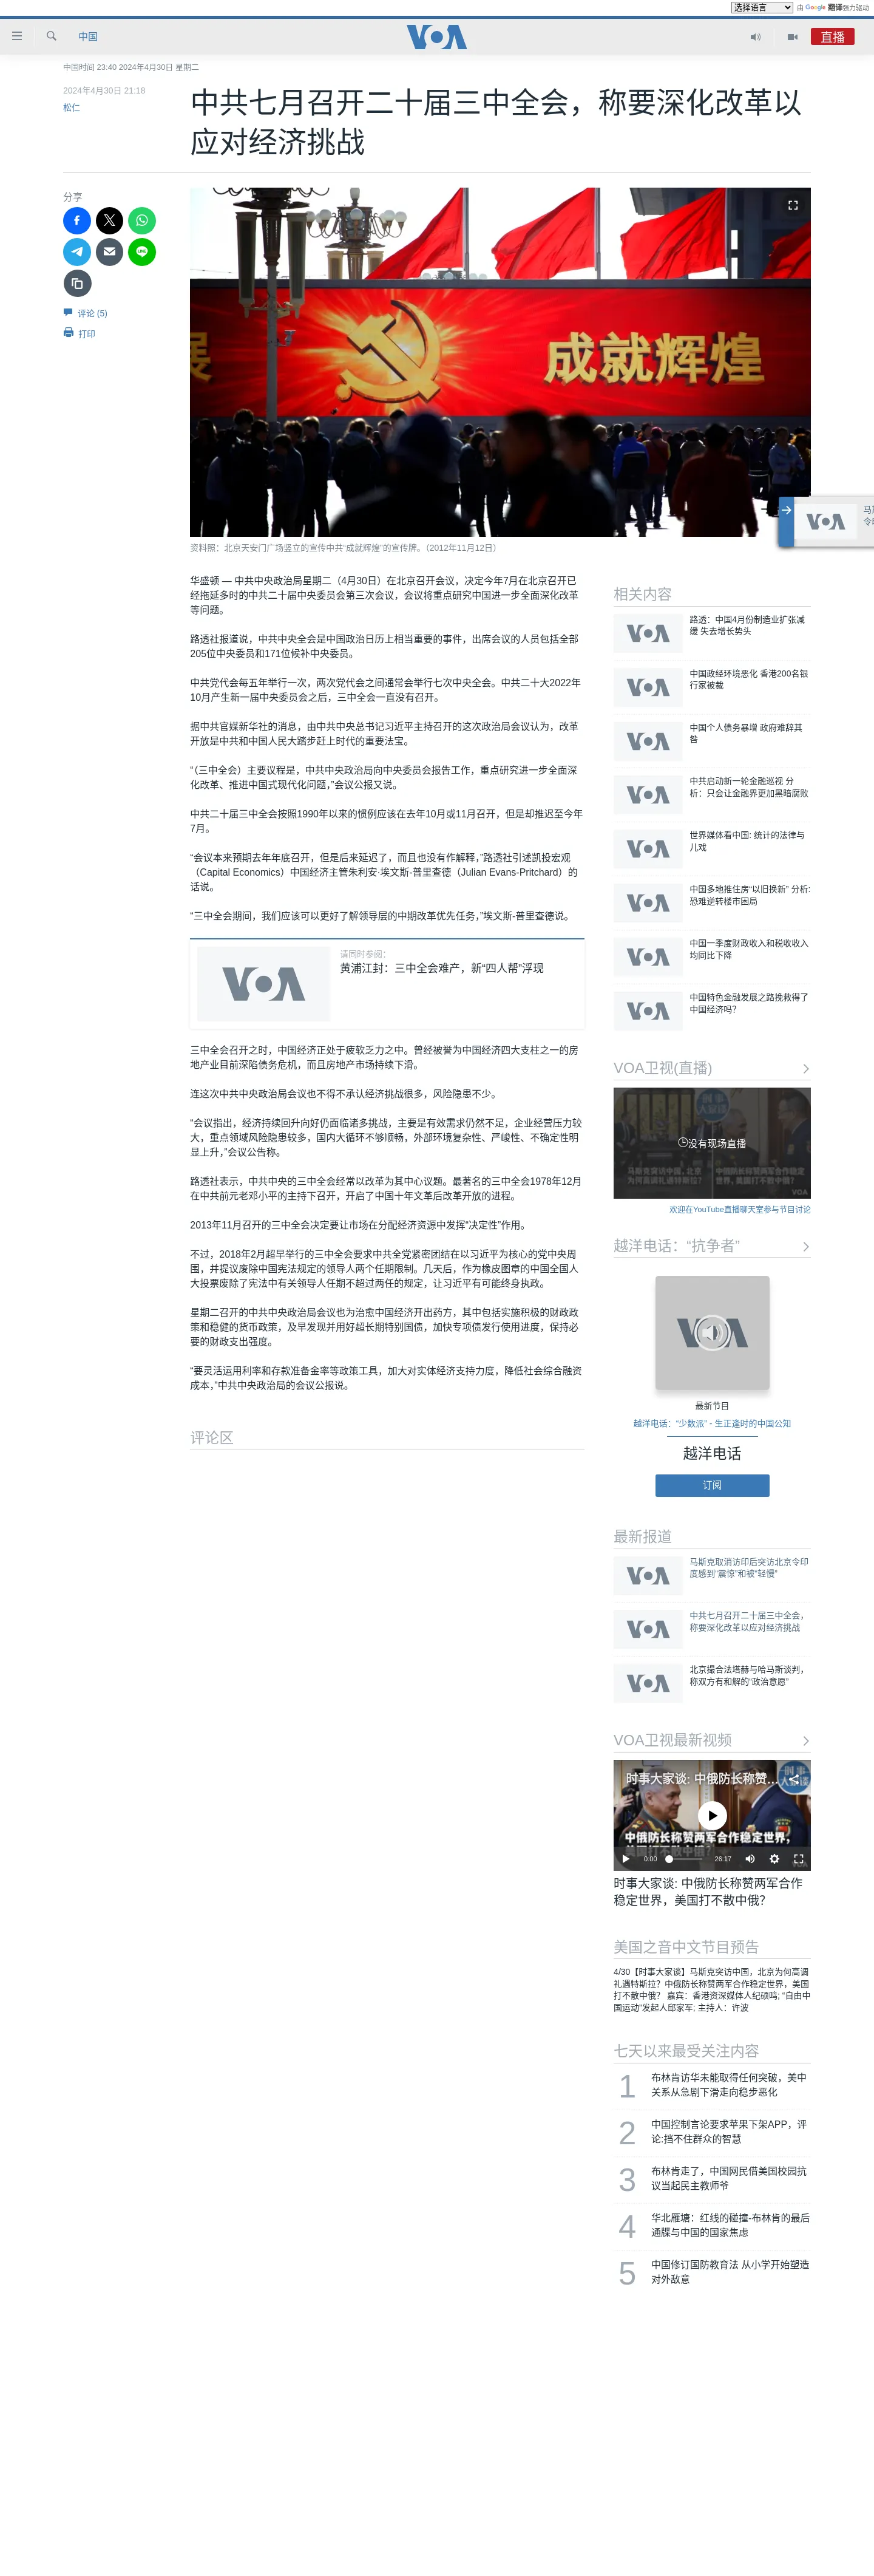 选择语言 由 Google 翻译强力驱动
中国
VOA
直播
中国时间 23:40 2024年4月30日 星期二
2024年4月30日 21:18
松仁
中共七月召开二十届三中全会，称要深化改革以
应对经济挑战
分享
评论 (5)
打印
展
成就辉煌
资料照：北京天安门广场竖立的宣传中共“成就辉煌”的宣传牌。（2012年11月12日）
VOA
华盛顿 — 中共中央政治局星期二（4月30日）在北京召开会议，决定今年7月在北京召开已
经拖延多时的中共二十届中央委员会第三次会议，会议将重点研究中国进一步全面深化改革
等问题。
路透社报道说，中共中央全会是中国政治日历上相当重要的事件，出席会议的人员包括全部
205位中央委员和171位候补中央委员。
中共党代会每五年举行一次，两次党代会之间通常会举行七次中央全会。中共二十大2022年
10月产生新一届中央委员会之后，三中全会一直没有召开。
据中共官媒新华社的消息，由中共中央总书记习近平主持召开的这次政治局会议认为，改革
开放是中共和中国人民大踏步赶上时代的重要法宝。
“（三中全会）主要议程是，中共中央政治局向中央委员会报告工作，重点研究进一步全面深
化改革、推进中国式现代化问题，”会议公报又说。
中共二十届三中全会按照1990年以来的惯例应该在去年10月或11月召开，但是却推迟至今年
7月。
“会议本来预期去年年底召开，但是后来延迟了，而且也没有作解释，”路透社引述凯投宏观
（Capital Economics）中国经济主管朱利安·埃文斯-普里查德（Julian Evans-Pritchard）的
话说。
“三中全会期间，我们应该可以更好了解领导层的中期改革优先任务，”埃文斯-普里查德说。
VOA
请同时参阅：
黄浦江封：三中全会难产，新“四人帮”浮现
三中全会召开之时，中国经济正处于疲软乏力之中。曾经被誉为中国经济四大支柱之一的房
地产业目前深陷债务危机，而且房地产市场持续下滑。
连这次中共中央政治局会议也不得不承认经济挑战很多，风险隐患不少。
“会议指出，经济持续回升向好仍面临诸多挑战，主要是有效需求仍然不足，企业经营压力较
大，重点领域风险隐患较多，国内大循环不够顺畅，外部环境复杂性、严峻性、不确定性明
显上升，”会议公告称。
路透社表示，中共中央的三中全会经常以改革为其中心议题。最著名的三中全会1978年12月
在中共前元老邓小平的主持下召开，开启了中国十年文革后改革开放的进程。
2013年11月召开的三中全会决定要让市场在分配经济资源中发挥“决定性”作用。
不过，2018年2月超早举行的三中全会要求中共全党紧密团结在以习近平为核心的党中央周
围，并提议废除中国宪法规定的领导人两个任期限制。几天后，作为橡皮图章的中国全国人
大投票废除了宪法中有关领导人任期不超过两任的规定，让习近平有可能终身执政。
星期二召开的中共中央政治局会议也为治愈中国经济开出药方，其中包括实施积极的财政政
策和稳健的货币政策，及早发现并用好超长期特别国债，加快专项债发行使用进度，保持必
要的财政支出强度。
“要灵活运用利率和存款准备金率等政策工具，加大对实体经济支持力度，降低社会综合融资
成本，”中共中央政治局的会议公报说。
评论区
相关内容
VOA
路透：中国4月份制造业扩张减
缓 失去增长势头
VOA
中国政经环境恶化 香港200名银
行家被裁
VOA
中国个人债务暴增 政府难辞其
咎
VOA
中共启动新一轮金融巡视 分
析：只会让金融界更加黑暗腐败
VOA
世界媒体看中国: 统计的法律与
儿戏
VOA
中国多地推住房“以旧换新” 分析:
恐难逆转楼市困局
VOA
中国一季度财政收入和税收收入
均同比下降
VOA
中国特色金融发展之路挽救得了
中国经济吗？
VOA卫视(直播)
没有现场直播
欢迎在YouTube直播聊天室参与节目讨论
越洋电话：“抗争者”
VOA
最新节目
越洋电话：“少数派” - 生正逢时的中国公知
越洋电话
订阅
最新报道
VOA
马斯克取消访印后突访北京令印
度感到“震惊”和被“轻慢”
VOA
中共七月召开二十届三中全会，
称要深化改革以应对经济挑战
VOA
北京撮合法塔赫与哈马斯谈判，
称双方有和解的“政治意愿”
VOA卫视最新视频
时事大家谈: 中俄防长称赞...
中俄防长称赞两军合作稳定世界，
0:00 26:17
时事大家谈: 中俄防长称赞两军合作
稳定世界，美国打不散中俄？
美国之音中文节目预告
4/30【时事大家谈】马斯克突访中国，北京为何高调
礼遇特斯拉？中俄防长称赞两军合作稳定世界，美国
打不散中俄？ 嘉宾：香港资深媒体人纪硕鸣; “自由中
国运动”发起人邱家军; 主持人：许波
七天以来最受关注内容
1 布林肯访华未能取得任何突破，美中
关系从急剧下滑走向稳步恶化
2 中国控制言论要求苹果下架APP，评
论:挡不住群众的智慧
3 布林肯走了，中国网民借美国校园抗
议当起民主教师爷
4 华北雁塘：红线的碰撞-布林肯的最后
通牒与中国的国家焦虑
5 中国修订国防教育法 从小学开始塑造
对外敌意